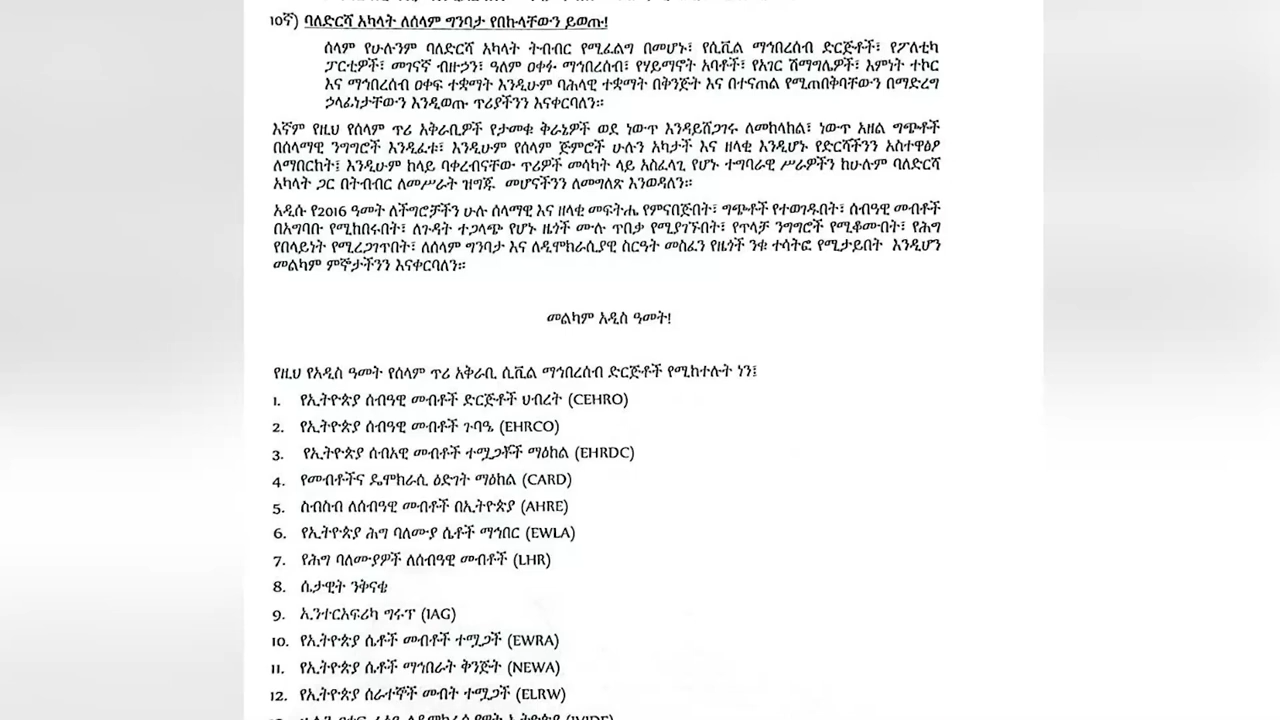 10ኛ) ባለድርሻ አካላት ለሰላም ግንባታ የበኩላቸውን ይወጡ!
ሰላም የሁሉንም ባለድርሻ አካላት ትብብር የሚፈልግ በመሆኑ፣ የሲቪል ማኅበረሰብ ድርጅቶች፣ የፖለቲካ
ፓርቲዎች፣ መገናኛ ብዙኃን፣ ዓለም ዐቀፉ ማኅበረሰብ፣ የሃይማኖት አባቶች፣ የአገር ሽማግሌዎች፣ እምነት ተኮር
እና ማኅበረሰብ ዐቀፍ ተቋማት እንዲሁም ባሕላዊ ተቋማት በቅንጅት እና በተናጠል የሚጠበቅባቸውን በማድረግ
ኃላፊነታቸውን እንዲወጡ ጥሪያችንን እናቀርባለን።
እኛም የዚህ የሰላም ጥሪ አቅራቢዎች የታመቁ ቅራኔዎች ወደ ነውጥ እንዳይሸጋገሩ ለመከላከል፣ ነውጥ አዘል ግጭቶች
በሰላማዊ ንግግሮች እንዲፈቱ፣ እንዲሁም የሰላም ጅምሮች ሁሉን አካታች እና ዘላቂ እንዲሆኑ የድርሻችንን አስተዋፅዖ
ለማበርከት፤ እንዲሁም ከላይ ባቀረብናቸው ጥሪዎች መሳካት ላይ አስፈላጊ የሆኑ ተግባራዊ ሥራዎችን ከሁሉም ባለድርሻ
አካላት ጋር በትብብር ለመሥራት ዝግጁ መሆናችንን ለመግለጽ እንወዳለን።
አዲሱ የ2016 ዓመት ለችግሮቻችን ሁሉ ሰላማዊ እና ዘላቂ መፍትሔ የምናበጅበት፣ ግጭቶች የተወገዱበት፣ ሰብዓዊ መብቶች
በአግባቡ የሚከበሩበት፣ ለጉዳት ተጋላጭ የሆኑ ዜጎች ሙሉ ጥበቃ የሚያገኙበት፣ የጥላቻ ንግግሮች የሚቆሙበት፣ የሕግ
የበላይነት የሚረጋገጥበት፣ ለሰላም ግንባታ እና ለዲሞክራሲያዊ ስርዓት መስፈን የዜጎች ንቁ ተሳትፎ የሚታይበት እንዲሆን
መልካም ምኞታችንን እናቀርባለን።
መልካም አዲስ ዓመት!
የዚህ የአዲስ ዓመት የሰላም ጥሪ አቅራቢ ሲቪል ማኅበረሰብ ድርጅቶች የሚከተሉት ነን፤
1. የኢትዮጵያ ሰብዓዊ መብቶች ድርጅቶች ህብረት (CEHRO)
2. የኢትዮጵያ ሰብዓዊ መብቶች ጉባዔ (EHRCO)
3. የኢትዮጵያ ሰብአዊ መብቶች ተሟጋቾች ማዕከል (EHRDC)
4. የመብቶችና ዴሞክራሲ ዕድገት ማዕከል (CARD)
5. ስብስብ ለሰብዓዊ መብቶች በኢትዮጵያ (AHRE)
6. የኢትዮጵያ ሕግ ባለሙያ ሴቶች ማኅበር (EWLA)
7. የሕግ ባለሙያዎች ለሰብዓዊ መብቶች (LHR)
8. ሴታዊት ንቅናቄ
9. ኢንተርአፍሪካ ግሩፕ (IAG)
10. የኢትዮጵያ ሴቶች መብቶች ተሟጋች (EWRA)
11. የኢትዮጵያ ሴቶች ማኅበራት ቅንጅት (NEWA)
12. የኢትዮጵያ ሰራተኞች መብት ተሟጋች (ELRW)